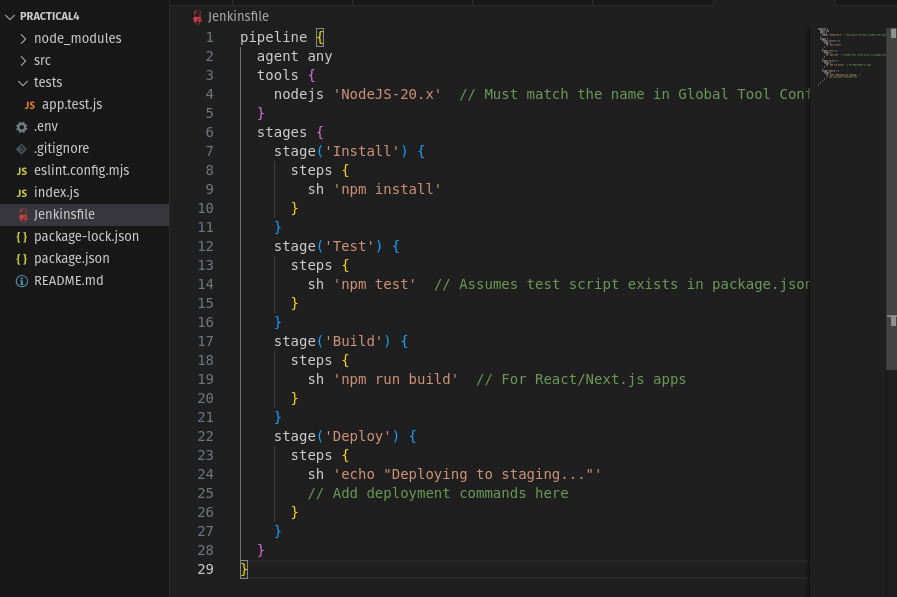 PRACTICAL4
node_modules
src
tests
JS app.test.js
.env
.gitignore
JS eslint.config.mjs
JS index.js
Jenkinsfile
{} package-lock.json
{} package.json
README.md
Jenkinsfile
1 pipeline {
2 agent any
3 tools {
4 nodejs 'NodeJS-20.x' // Must match the name in Global Tool Conf
5 }
6 stages {
7 stage('Install') {
8 steps {
9 sh 'npm install'
10 }
11 }
12 stage('Test') {
13 steps {
14 sh 'npm test' // Assumes test script exists in package.json
15 }
16 }
17 stage('Build') {
18 steps {
19 sh 'npm run build' // For React/Next.js apps
20 }
21 }
22 stage('Deploy') {
23 steps {
24 sh 'echo "Deploying to staging..."'
25 // Add deployment commands here
26 }
27 }
28 }
29 }